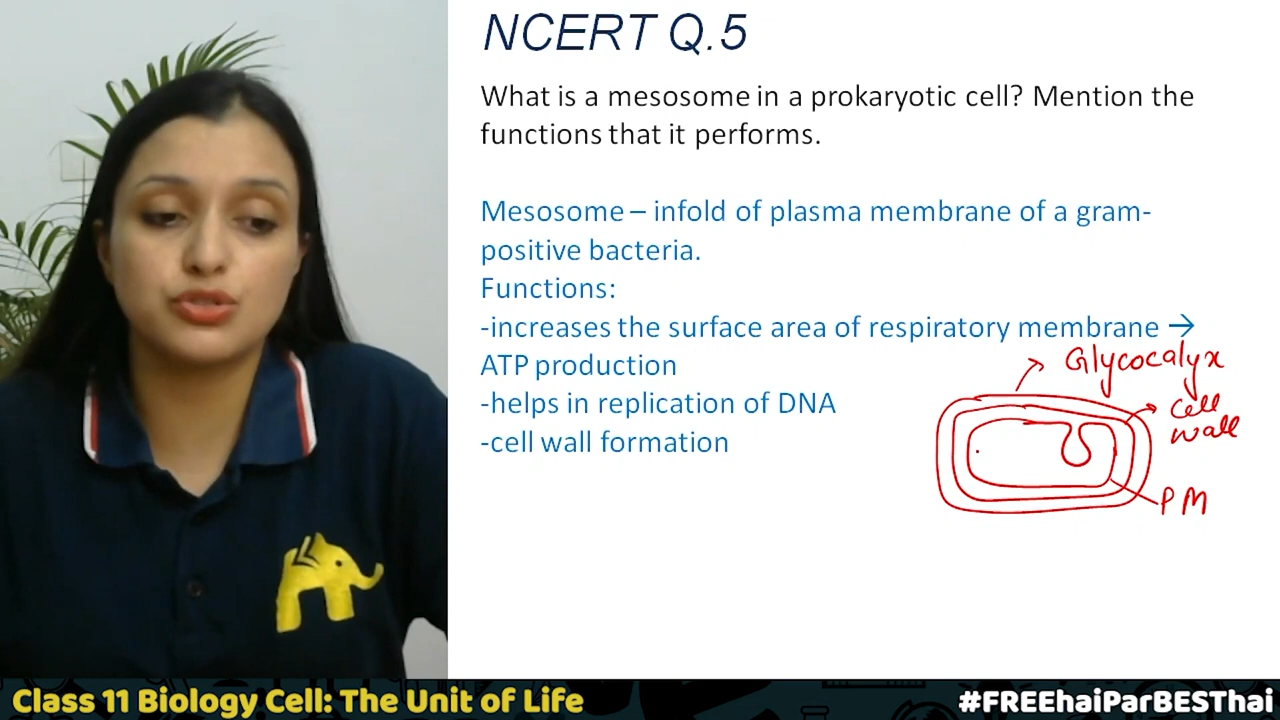 NCERT Q.5
What is a mesosome in a prokaryotic cell? Mention the
functions that it performs.
Mesosome – infold of plasma membrane of a gram-
positive bacteria.
Functions:
-increases the surface area of respiratory membrane →
ATP production
-helps in replication of DNA
-cell wall formation
Glycocalyx
Cell
wall
PM
Class 11 Biology Cell: The Unit of Life
#FREEhaiParBESThai